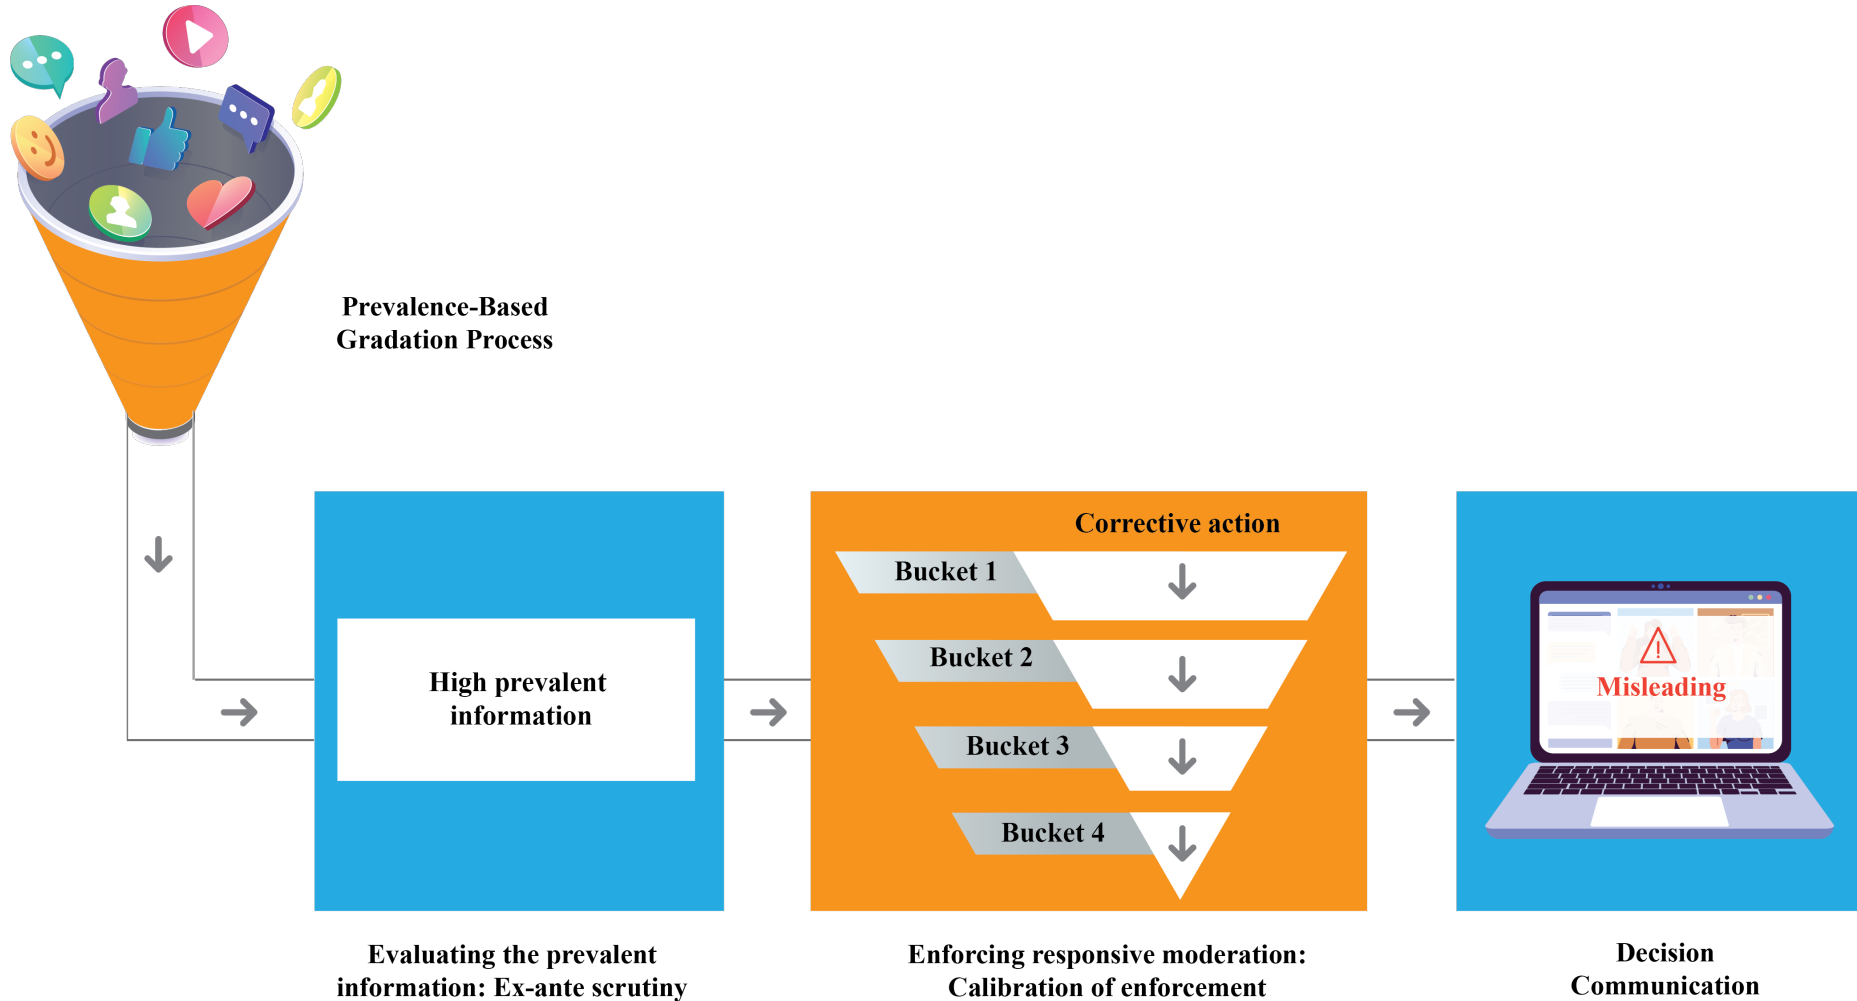 Prevalence-Based
Gradation Process
High prevalent
information
Evaluating the prevalent
information: Ex-ante scrutiny
Corrective action
Bucket 1
Bucket 2
Bucket 3
Bucket 4
Enforcing responsive moderation:
Calibration of enforcement
Misleading
Decision
Communication